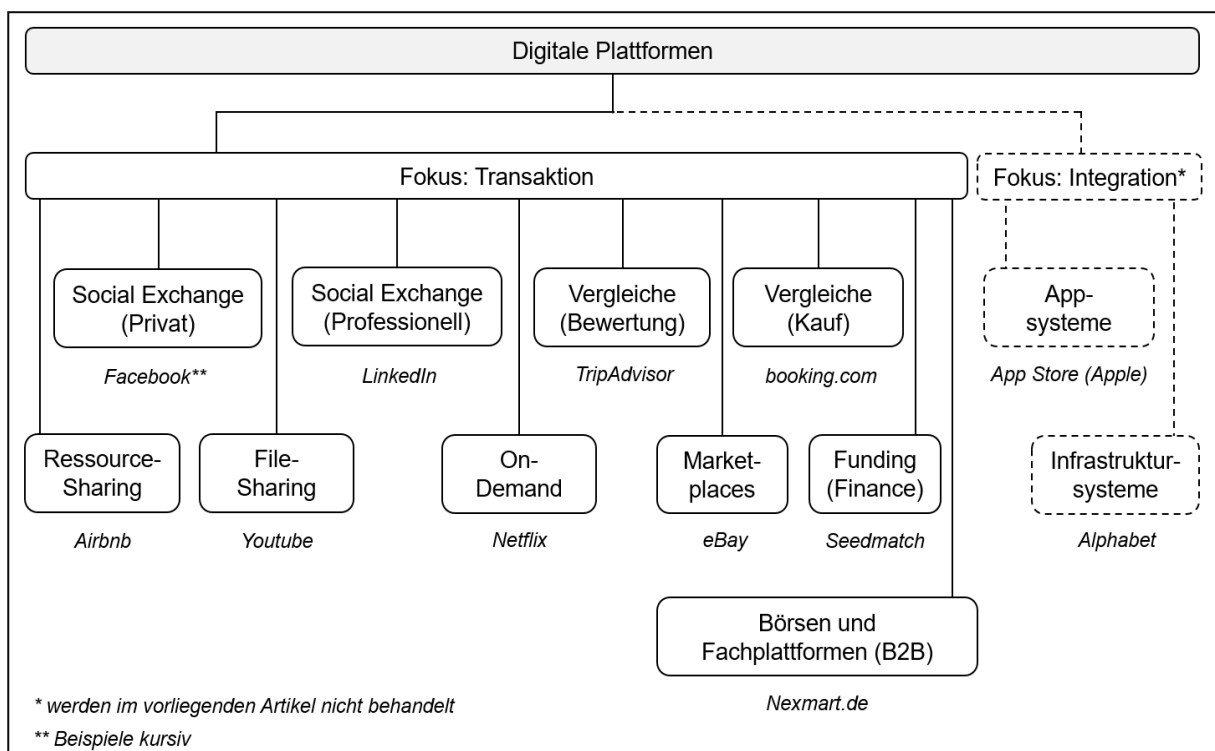 Digitale Plattformen
Fokus: Transaktion
Fokus: Integration*
Social Exchange
(Privat)
Facebook**
Social Exchange
(Professionell)
LinkedIn
Vergleiche
(Bewertung)
TripAdvisor
Vergleiche
(Kauf)
booking.com
App-
systeme
App Store (Apple)
Ressource-
Sharing
Airbnb
File-
Sharing
Youtube
On-
Demand
Netflix
Market-
places
eBay
Funding
(Finance)
Seedmatch
Infrastruktur-
systeme
Alphabet
Börsen und
Fachplattformen (B2B)
Nexmart.de
* werden im vorliegenden Artikel nicht behandelt
** Beispiele kursiv